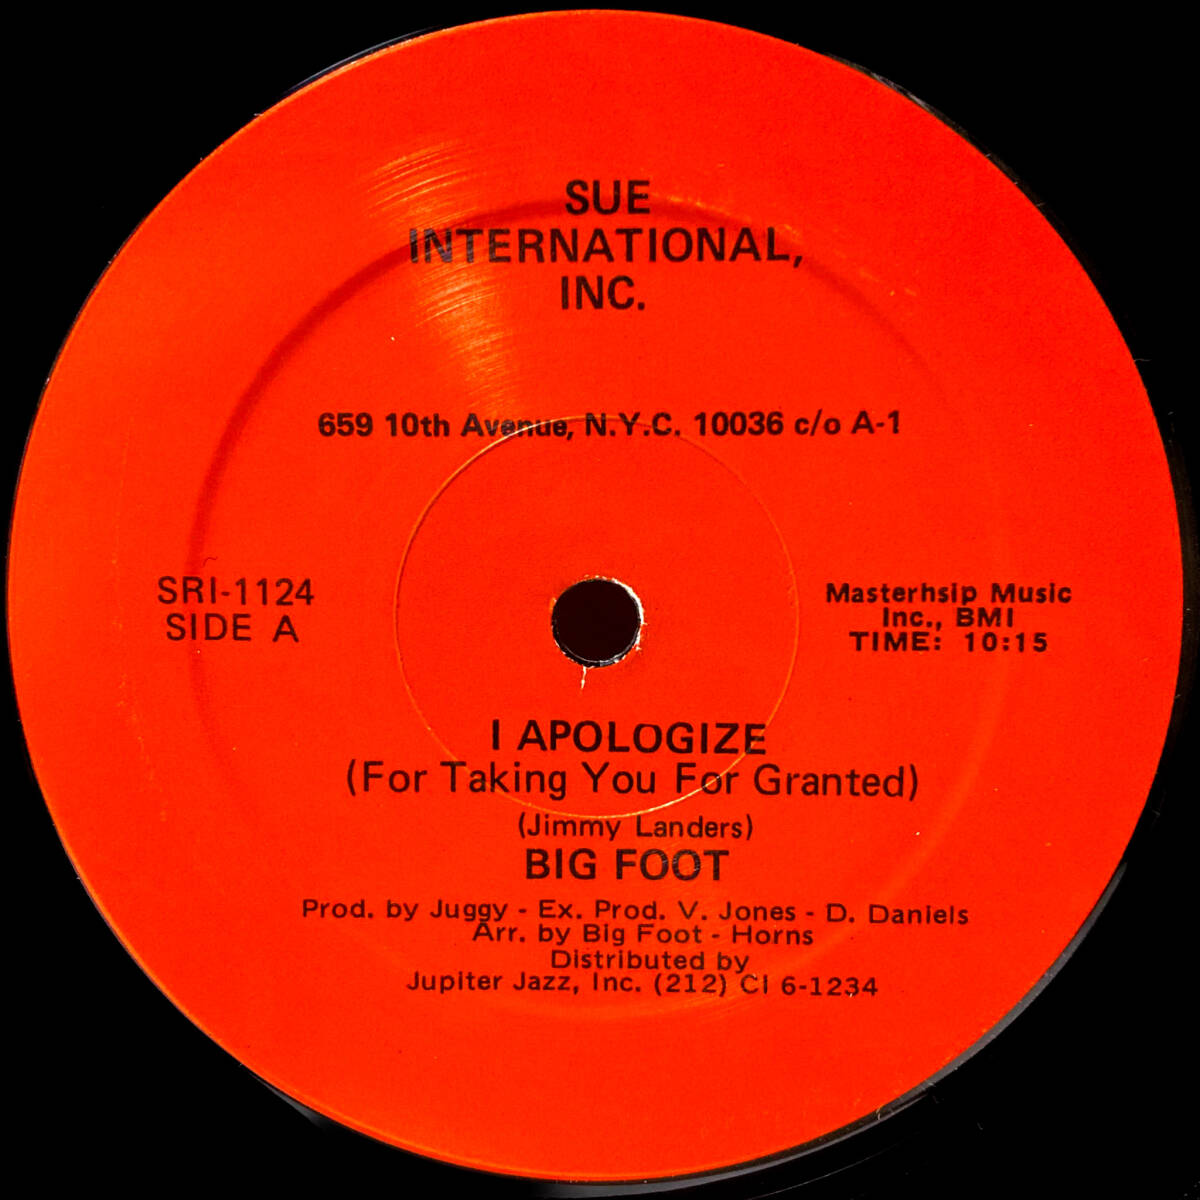 SUE
INTERNATIONAL,
INC.
659 10th Avenue, N.Y.C. 10036 c/o A-1
SRI-1124
SIDE A
Masterhsip Music
Inc., BMI
TIME: 10:15
I APOLOGIZE
(For Taking You For Granted)
(Jimmy Landers)
BIG FOOT
Prod. by Juggy - Ex. Prod. V. Jones - D. Daniels
Arr. by Big Foot - Horns
Distributed by
Jupiter Jazz, Inc. (212) CI 6-1234